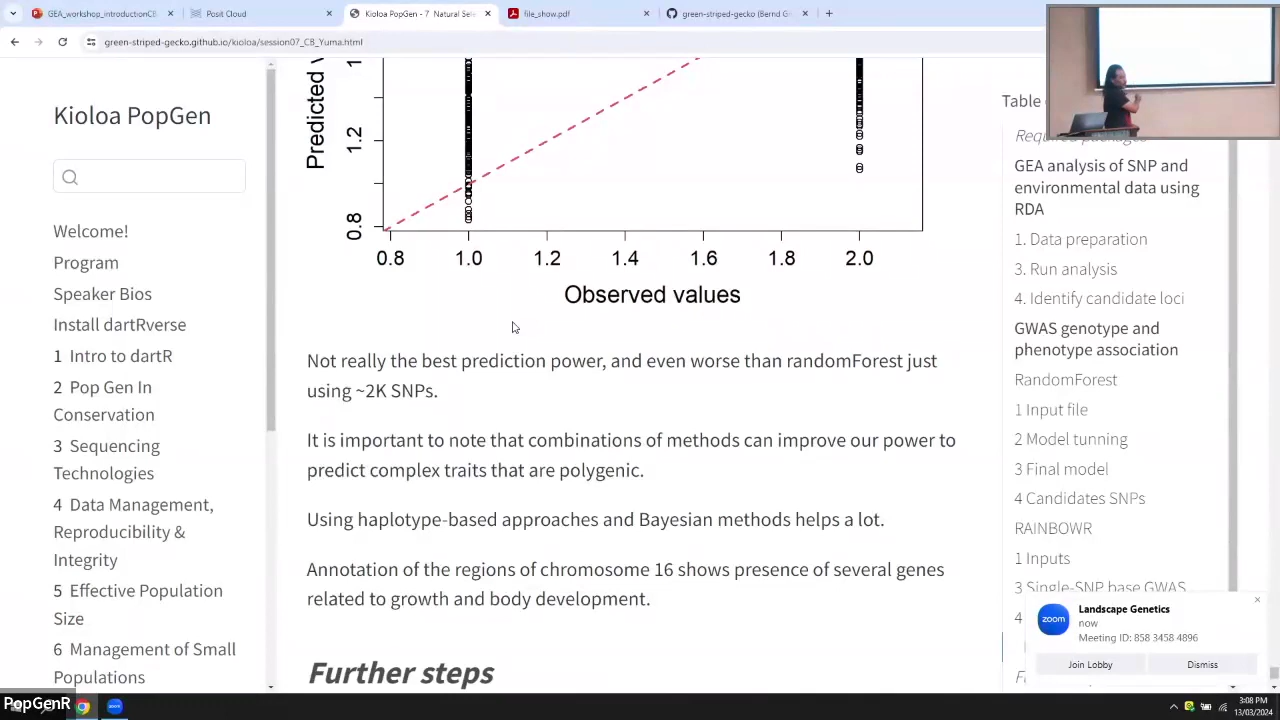 GEA_workflow_introductionCB
Posit Cloud
Kioloa PopGen - 7 Natural Sele
file_show.pdf
green-striped-gecko (Bernd G
green-striped-gecko.github.io/kioloa/session07_CB_Yuma.html
Kioloa PopGen
Welcome!
Program
Speaker Bios
Install dartRverse
1 Intro to dartR
2 Pop Gen In
Conservation
3 Sequencing
Technologies
4 Data Management,
Reproducibility &
Integrity
5 Effective Population
Size
6 Management of Small
Populations
Predicted v
1
1.2
0.8
0.8 1.0 1.2 1.4 1.6 1.8 2.0
Observed values
Not really the best prediction power, and even worse than randomForest just
using ~2K SNPs.
It is important to note that combinations of methods can improve our power to
predict complex traits that are polygenic.
Using haplotype-based approaches and Bayesian methods helps a lot.
Annotation of the regions of chromosome 16 shows presence of several genes
related to growth and body development.
Further steps
Table
Required packages
GEA analysis of SNP and
environmental data using
RDA
1. Data preparation
3. Run analysis
4. Identify candidate loci
GWAS genotype and
phenotype association
RandomForest
1 Input file
2 Model tunning
3 Final model
4 Candidates SNPs
RAINBOWR
1 Inputs
3 Single-SNP base GWAS
4
zoom
Landscape Genetics
now
Meeting ID: 858 3458 4896
Join Lobby
Dismiss
PopGenR
zoom
3:08 PM
13/03/2024